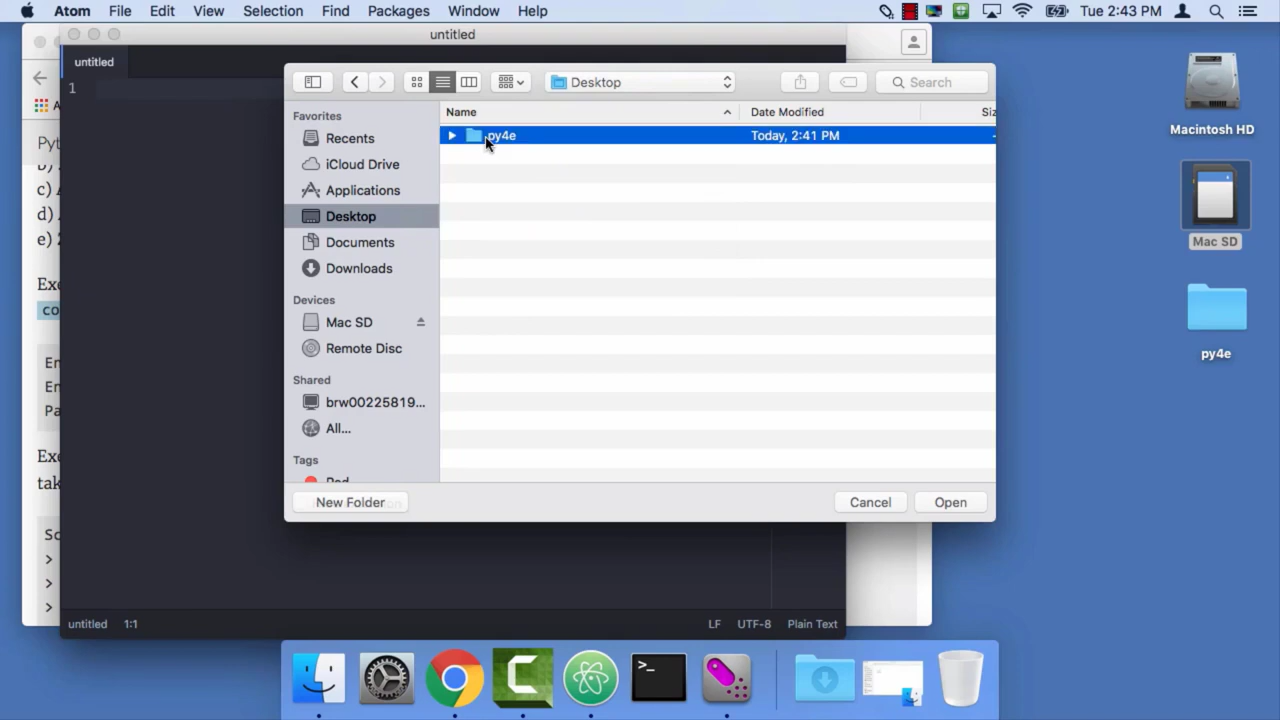 Atom File Edit View Selection Find Packages Window Help Tue 2:43 PM
untitled
untitled
1
Pyt
c)
d)
e)
Exe
co
En
En
Pa
Exe
tak
Sc
>
>
>
Desktop
Search
Favorites
Recents
iCloud Drive
Applications
Desktop
Documents
Downloads
Devices
Mac SD
Remote Disc
Shared
brw00225819...
All...
Tags
Name Date Modified
py4e Today, 2:41 PM
New Folder Cancel Open
untitled 1:1 LF UTF-8 Plain Text
Macintosh HD
Mac SD
py4e
>_